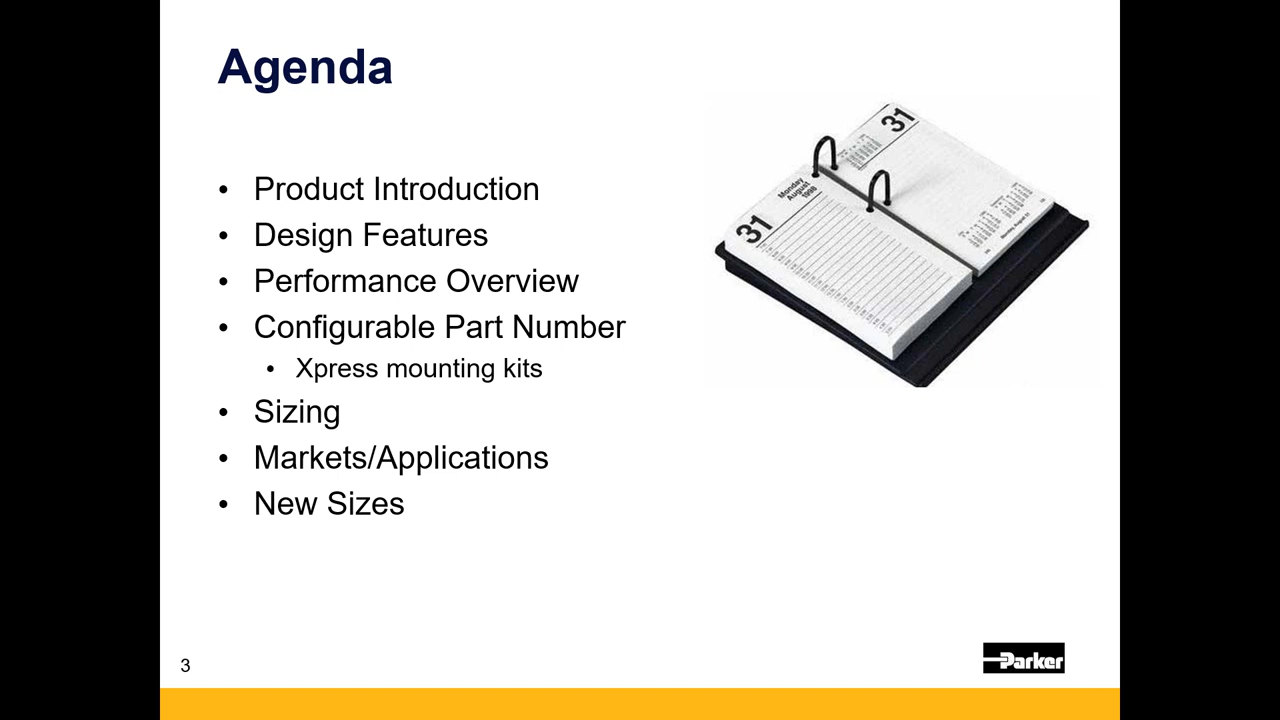 Agenda
• Product Introduction
• Design Features
• Performance Overview
• Configurable Part Number
• Xpress mounting kits
• Sizing
• Markets/Applications
• New Sizes
31
31
Monday
August
1998
3
Parker